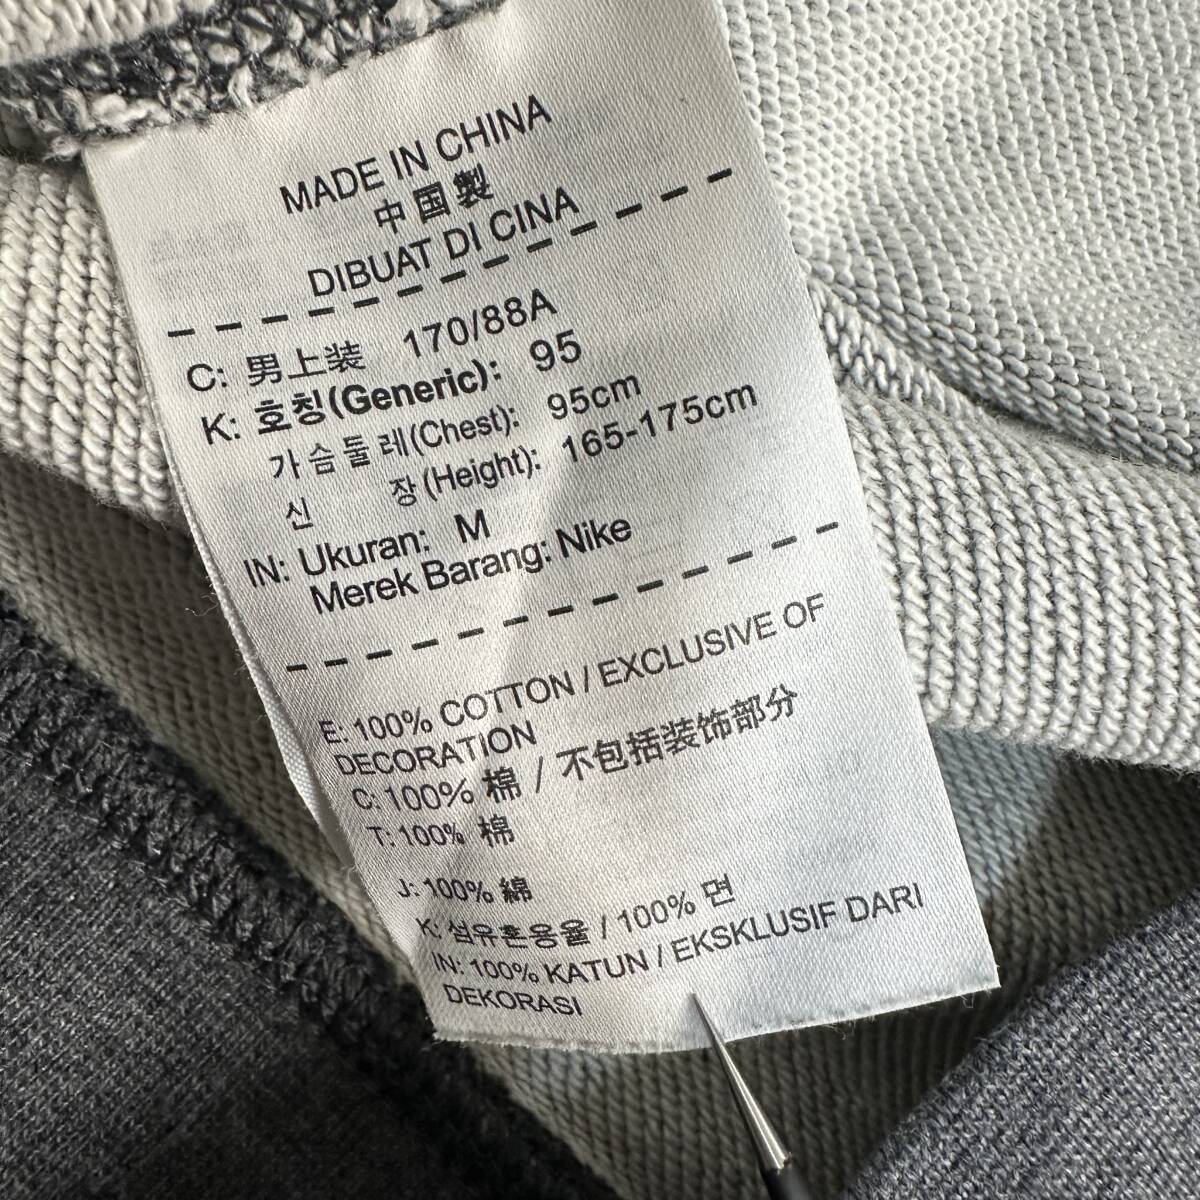 MADE IN CHINA
中国製
DIBUAT DI CINA
C: 男上装 170/88A
K: 호칭(Generic): 95
가슴둘레(Chest): 95cm
신 장(Height): 165-175cm
IN: Ukuran: M
Merek Barang: Nike
E: 100% COTTON / EXCLUSIVE OF
DECORATION
C: 100% 棉 / 不包括装饰部分
T: 100% 棉
J: 100% 綿
K: 섬유혼용율 / 100% 면
IN: 100% KATUN / EKSKLUSIF DARI
DEKORASI